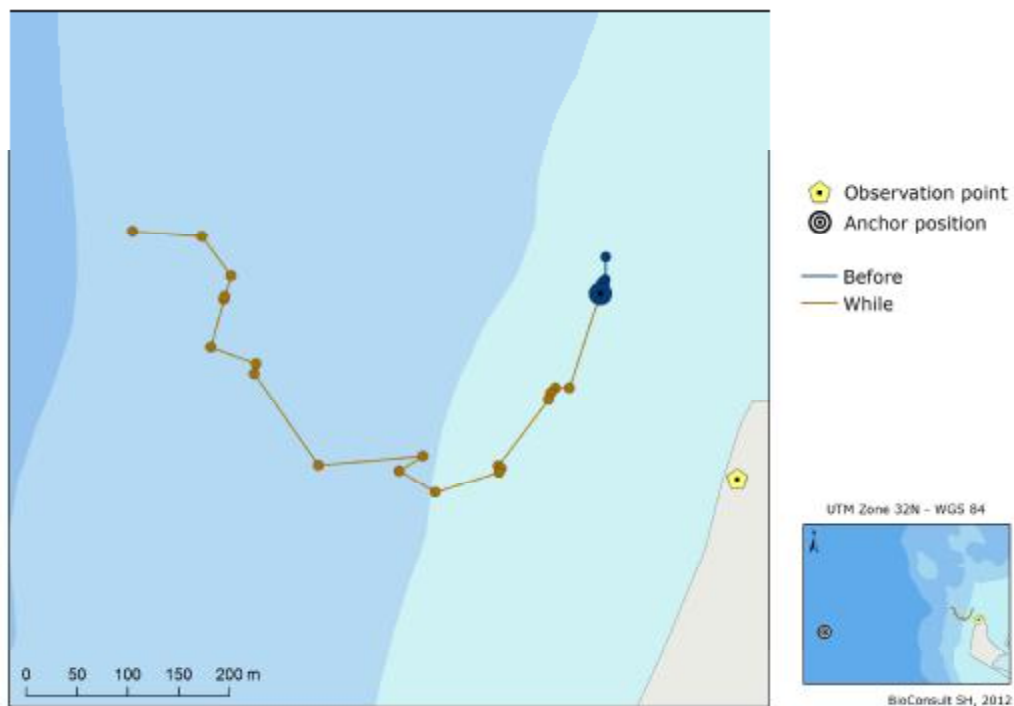 Observation point
Anchor position
Before
While
0 50 100 150 200 m
UTM Zone 32N - WGS 84
BioConsult SH, 2012